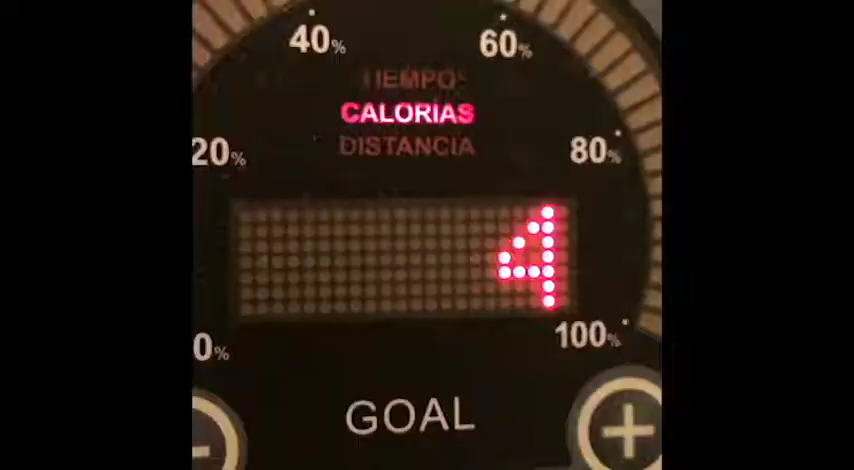 40%
60%
TIEMPO
CALORIAS
DISTANCIA
20%
80%
4
0%
100%
GOAL